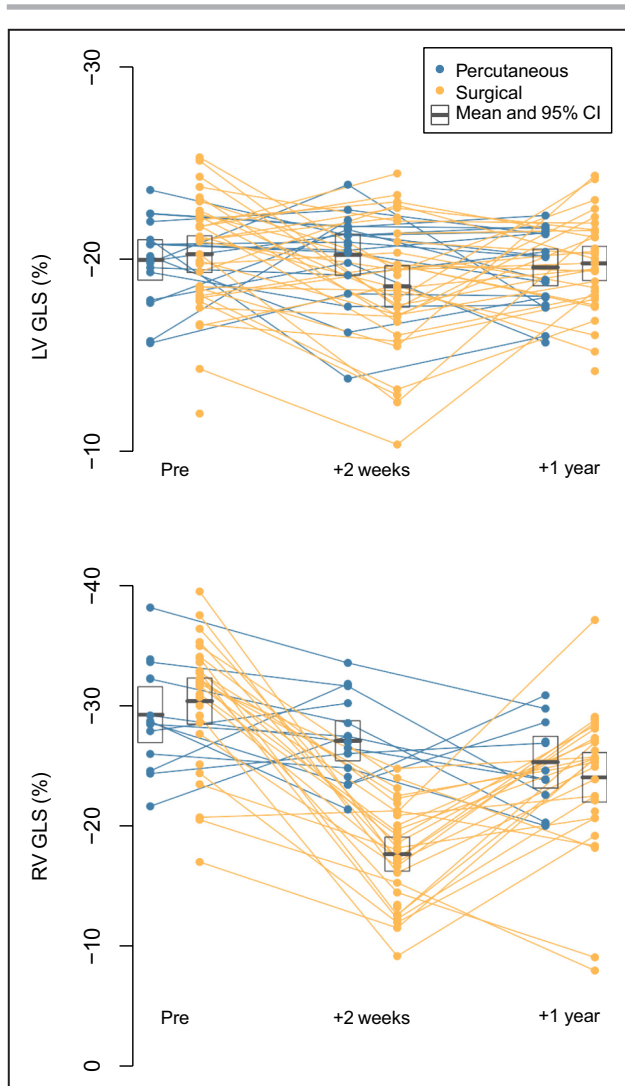 −30
Percutaneous
Surgical
Mean and 95% CI
−20
LV GLS (%)
−10
Pre +2 weeks +1 year
−40
−30
−20
RV GLS (%)
−10
Pre +2 weeks +1 year
0